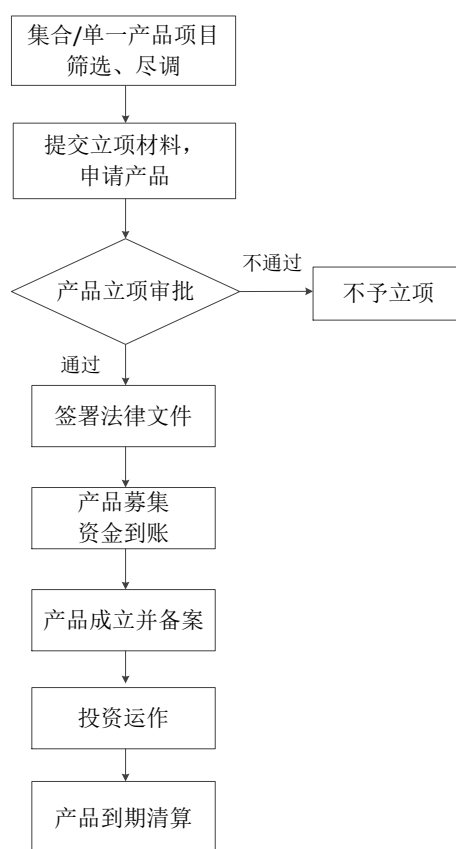 集合/单一产品项目
筛选、尽调
提交立项材料，
申请产品
产品立项审批
不通过
不予立项
通过
签署法律文件
产品募集
资金到账
产品成立并备案
投资运作
产品到期清算